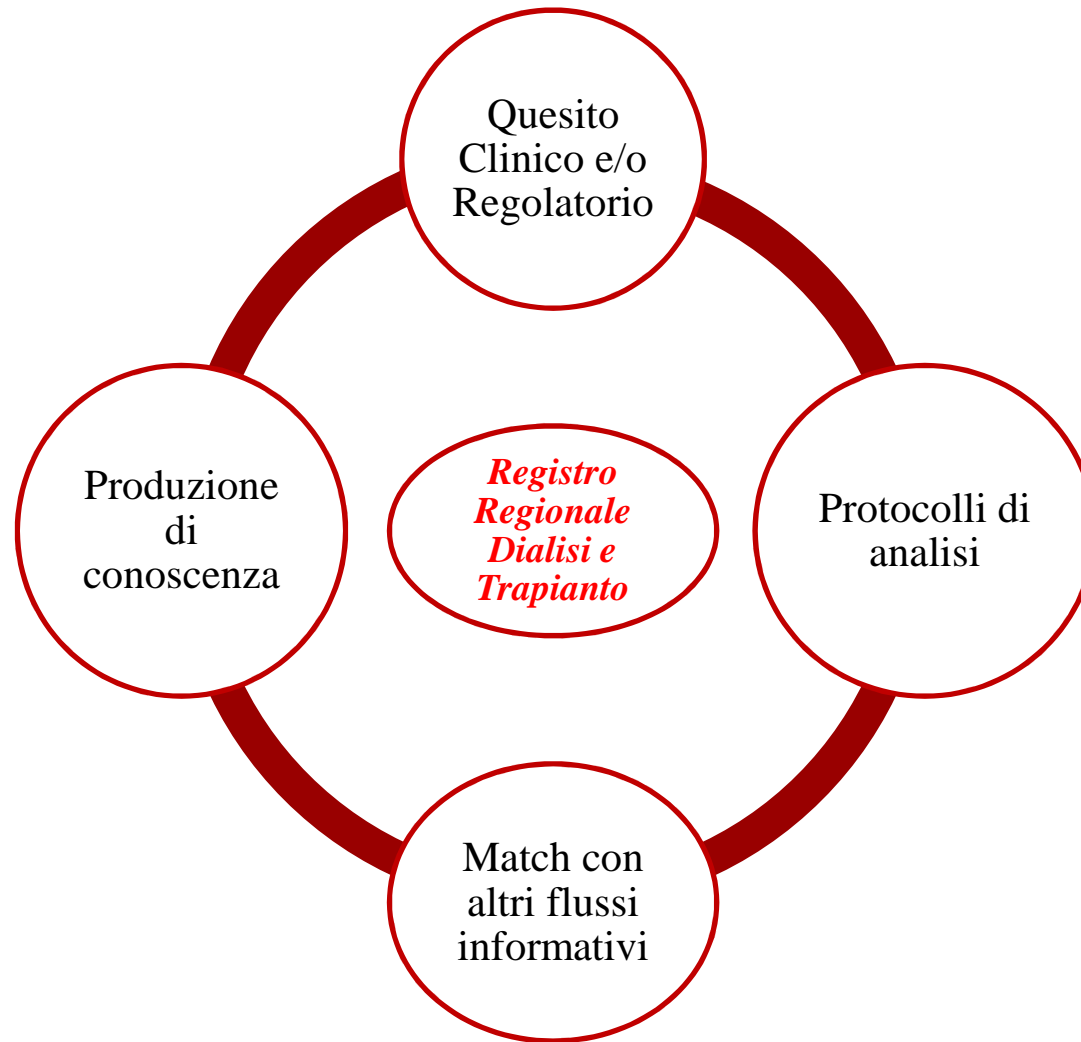 Quesito
Clinico e/o
Regolatorio
Produzione
di
conoscenza
Registro
Regionale
Dialisi e
Trapianto
Protocolli di
analisi
Match con
altri flussi
informativi